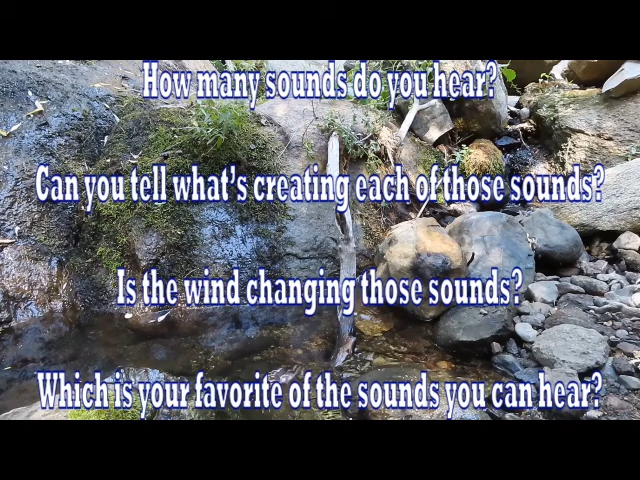 How many sounds do you hear?
Can you tell what's creating each of those sounds?
Is the wind changing those sounds?
Which is your favorite of the sounds you can hear?